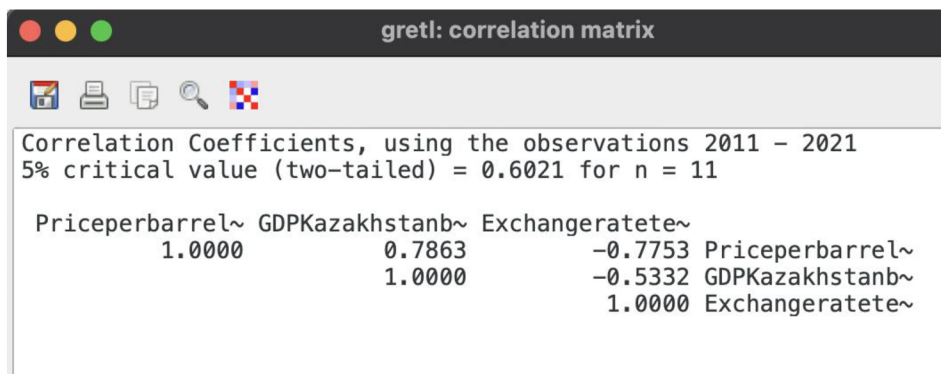 gretl: correlation matrix
Correlation Coefficients, using the observations 2011 – 2021
5% critical value (two-tailed) = 0.6021 for n = 11
Priceperbarrel~ GDPKazakhstanb~ Exchangeratete~
1.0000 0.7863 -0.7753 Priceperbarrel~
1.0000 -0.5332 GDPKazakhstanb~
1.0000 Exchangeratete~